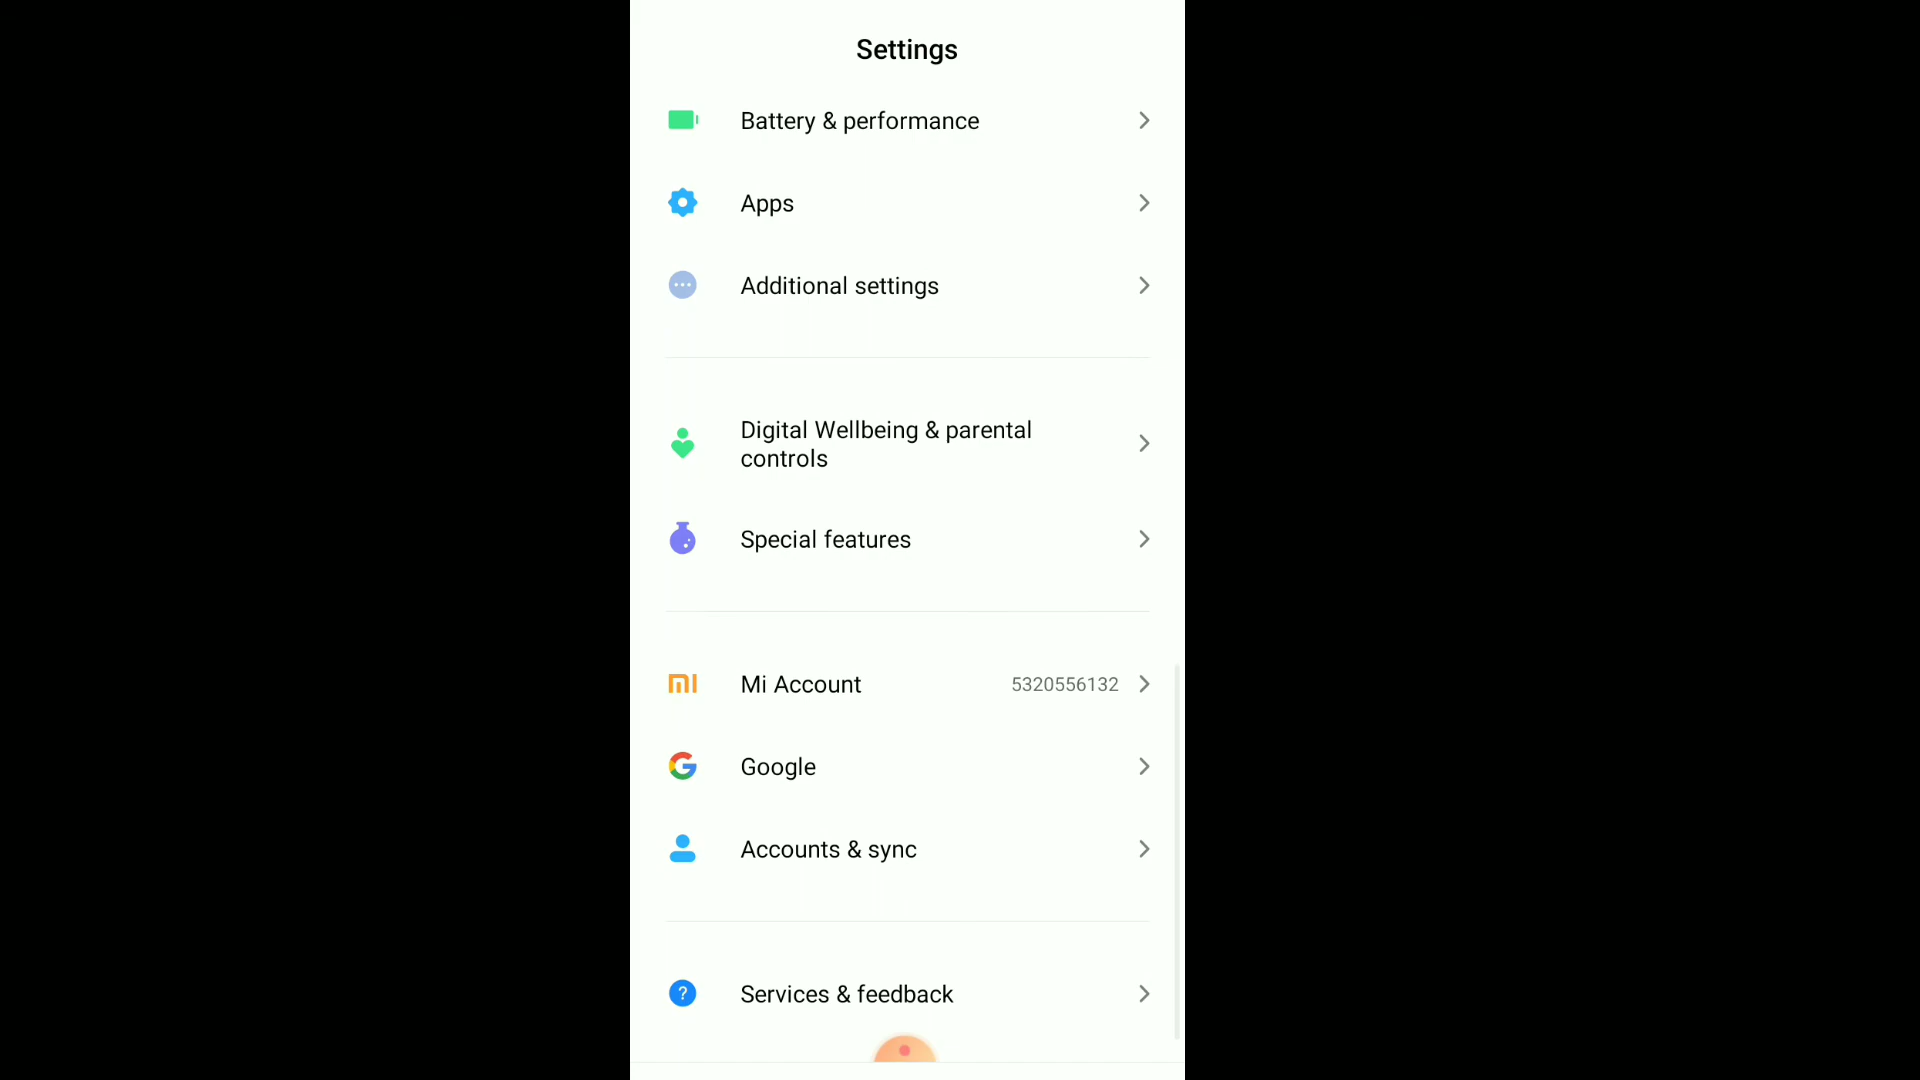 Settings
Battery & performance
Apps
Additional settings
Digital Wellbeing & parental
controls
Special features
Mi Account 5320556132
Google
Accounts & sync
Services & feedback